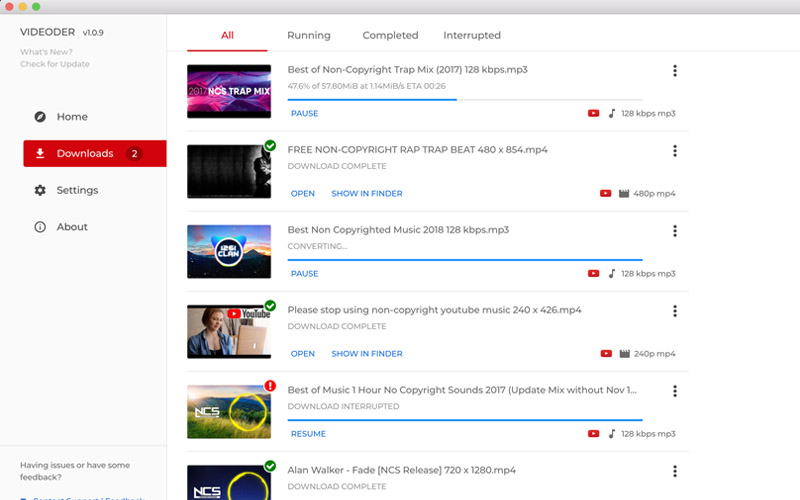 VIDEODER v1.0.9
What's New?
Check for Update
Home
Downloads 2
Settings
About
Having issues or have some
feedback?
Contact Support | Feedback
All Running Completed Interrupted
2017 NCS TRAP MIX
Best of Non-Copyright Trap Mix (2017) 128 kbps.mp3
47.6% of 57.80MiB at 1.14MiB/s ETA 00:26
PAUSE 128 kbps mp3
FREE NON-COPYRIGHT RAP TRAP BEAT 480 x 854.mp4
DOWNLOAD COMPLETE
OPEN SHOW IN FINDER 480p mp4
Best Non Copyrighted Music 2018 128 kbps.mp3
CONVERTING...
CLAN
PAUSE 128 kbps mp3
YouTube
Please stop using non-copyright youtube music 240 x 426.mp4
DOWNLOAD COMPLETE
OPEN SHOW IN FINDER 240p mp4
Best of Music 1 Hour No Copyright Sounds 2017 (Update Mix without Nov 1...
DOWNLOAD INTERRUPTED
NCS
RESUME 128 kbps mp3
Alan Walker - Fade [NCS Release] 720 x 1280.mp4
DOWNLOAD COMPLETE
NCS